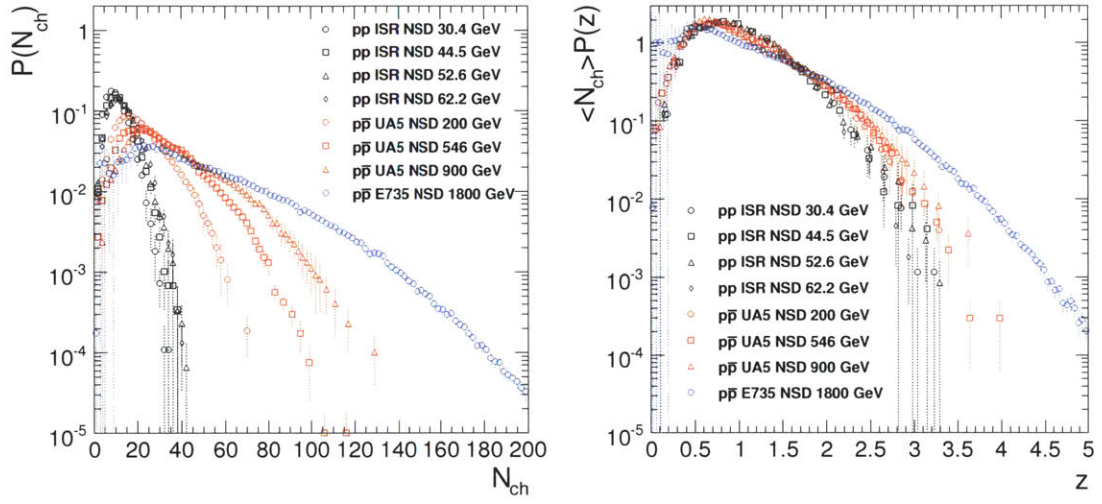 P(N_ch)
1
10^-1
10^-2
10^-3
10^-4
10^-5
0 20 40 60 80 100 120 140 160 180 200
N_ch
pp ISR NSD 30.4 GeV
pp ISR NSD 44.5 GeV
pp ISR NSD 52.6 GeV
pp ISR NSD 62.2 GeV
pp̅ UA5 NSD 200 GeV
pp̅ UA5 NSD 546 GeV
pp̅ UA5 NSD 900 GeV
pp̅ E735 NSD 1800 GeV
<N_ch>P(z)
10
1
10^-1
10^-2
10^-3
10^-4
10^-5
0 0.5 1 1.5 2 2.5 3 3.5 4 4.5 5
z
pp ISR NSD 30.4 GeV
pp ISR NSD 44.5 GeV
pp ISR NSD 52.6 GeV
pp ISR NSD 62.2 GeV
pp̅ UA5 NSD 200 GeV
pp̅ UA5 NSD 546 GeV
pp̅ UA5 NSD 900 GeV
pp̅ E735 NSD 1800 GeV